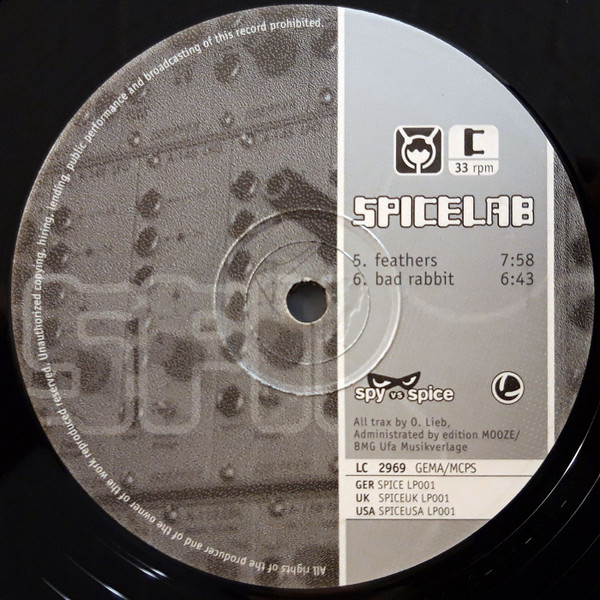 All rights of the producer and of the owner of the work reproduced reserved. Unauthorized copying, hiring, lending, public performance and broadcasting of this record prohibited.
C
33 rpm
SPICELAB
5. feathers 7:58
6. bad rabbit 6:43
spy vs spice
All trax by O. Lieb,
Administrated by edition MOOZE/
BMG Ufa Musikverlage
LC 2969 GEMA/MCPS
GER SPICE LP001
UK SPICEUK LP001
USA SPICEUSA LP001